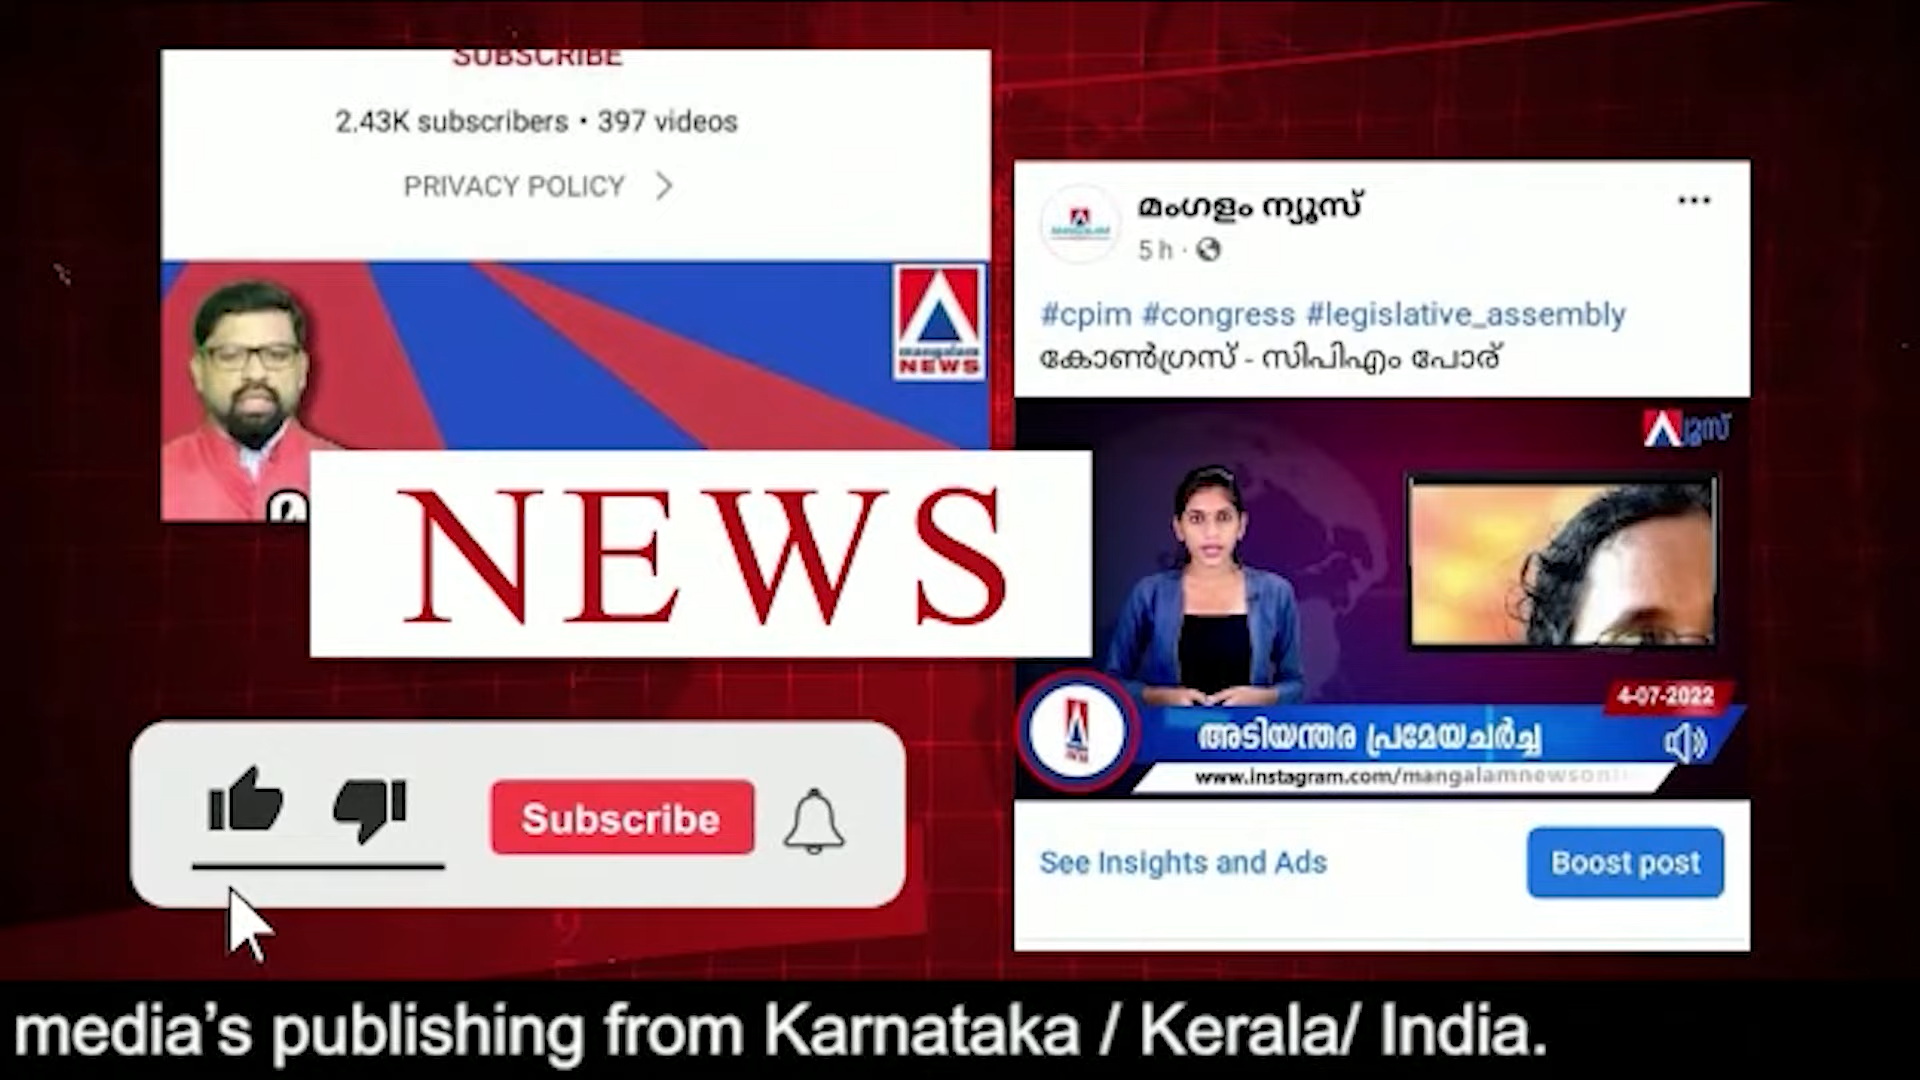 SUBSCRIBE
2.43K subscribers • 397 videos
PRIVACY POLICY
mangalam
NEWS
മംഗളം ന്യൂസ്
5 h
#cpim #congress #legislative_assembly
കോൺഗ്രസ് - സിപിഎം പോര്
ന്യൂസ്
NEWS
4-07-2022
അടിയന്തര പ്രമേയചർച്ച
www.instagram.com/mangalamnewsonli
Subscribe
See Insights and Ads
Boost post
media's publishing from Karnataka / Kerala/ India.